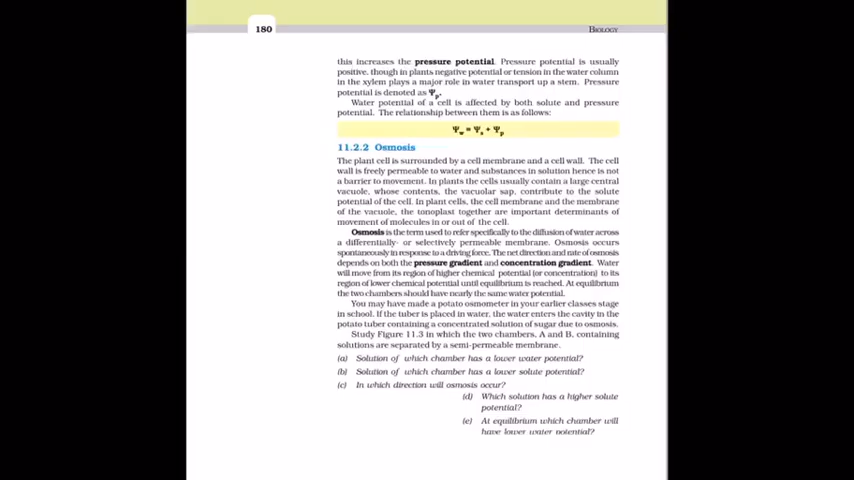 180
BIOLOGY
this increases the pressure potential. Pressure potential is usually
positive, though in plants negative potential or tension in the water column
in the xylem plays a major role in water transport up a stem. Pressure
potential is denoted as Ψp.
Water potential of a cell is affected by both solute and pressure
potential. The relationship between them is as follows:
Ψw = Ψs + Ψp
11.2.2 Osmosis
The plant cell is surrounded by a cell membrane and a cell wall. The cell
wall is freely permeable to water and substances in solution hence is not
a barrier to movement. In plants the cells usually contain a large central
vacuole, whose contents, the vacuolar sap, contribute to the solute
potential of the cell. In plant cells, the cell membrane and the membrane
of the vacuole, the tonoplast together are important determinants of
movement of molecules in or out of the cell.
Osmosis is the term used to refer specifically to the diffusion of water across
a differentially- or selectively permeable membrane. Osmosis occurs
spontaneously in response to a driving force. The net direction and rate of osmosis
depends on both the pressure gradient and concentration gradient. Water
will move from its region of higher chemical potential (or concentration) to its
region of lower chemical potential until equilibrium is reached. At equilibrium
the two chambers should have nearly the same water potential.
You may have made a potato osmometer in your earlier classes stage
in school. If the tuber is placed in water, the water enters the cavity in the
potato tuber containing a concentrated solution of sugar due to osmosis.
Study Figure 11.3 in which the two chambers, A and B, containing
solutions are separated by a semi-permeable membrane.
(a) Solution of which chamber has a lower water potential?
(b) Solution of which chamber has a lower solute potential?
(c) In which direction will osmosis occur?
(d) Which solution has a higher solute
potential?
(e) At equilibrium which chamber will
have lower water potential?